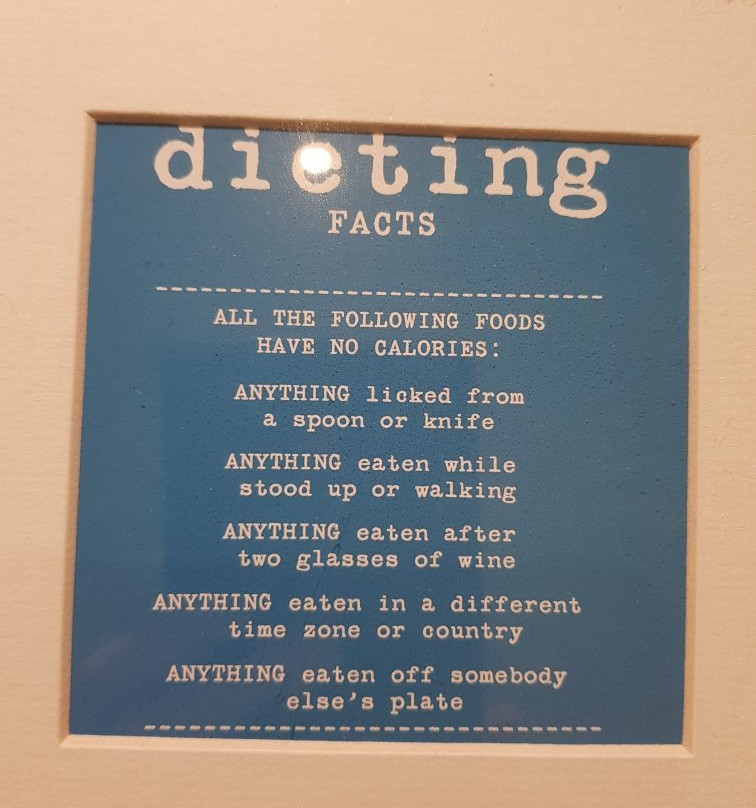 dieting
FACTS
ALL THE FOLLOWING FOODS
HAVE NO CALORIES:
ANYTHING licked from
a spoon or knife
ANYTHING eaten while
stood up or walking
ANYTHING eaten after
two glasses of wine
ANYTHING eaten in a different
time zone or country
ANYTHING eaten off somebody
else's plate